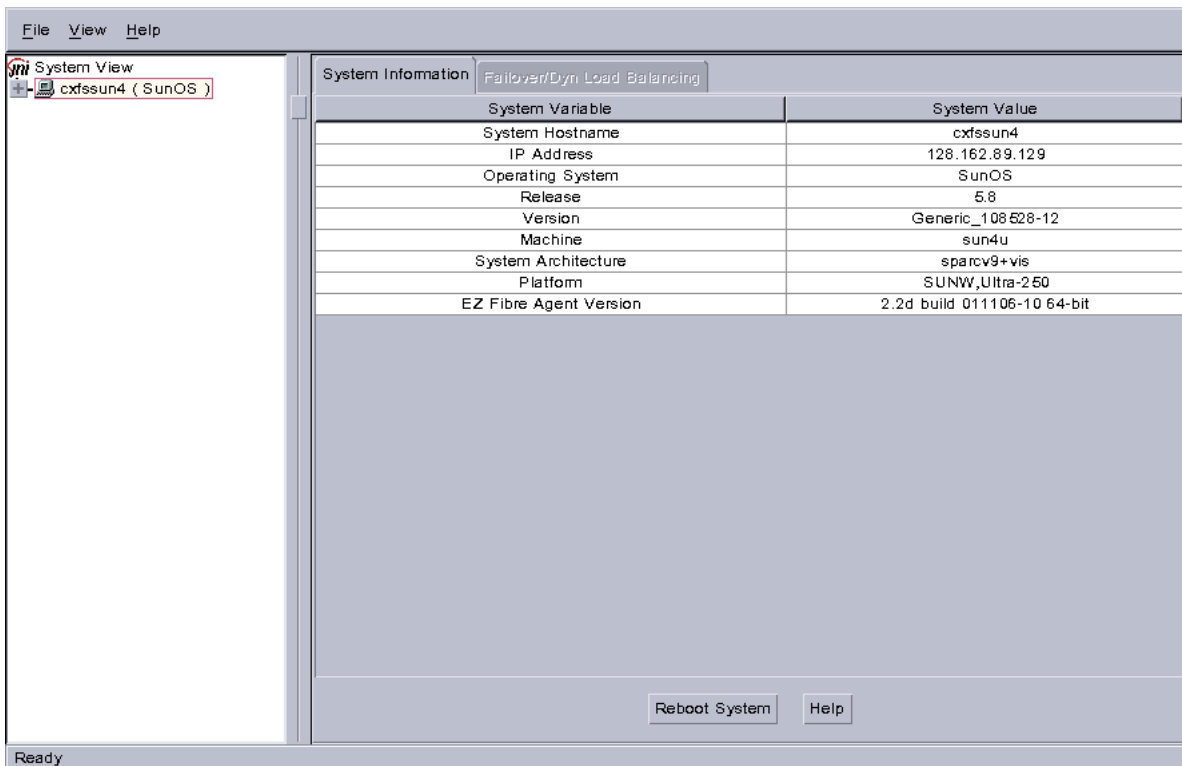 File View Help
jni System View
cxfssun4 ( SunOS )
System Information Failover/Dyn Load Balancing
System Variable System Value
System Hostname cxfssun4
IP Address 128.162.89.129
Operating System SunOS
Release 5.8
Version Generic_108528-12
Machine sun4u
System Architecture sparcv9+vis
Platform SUNW,Ultra-250
EZ Fibre Agent Version 2.2d build 011106-10 64-bit
Reboot System Help
Ready